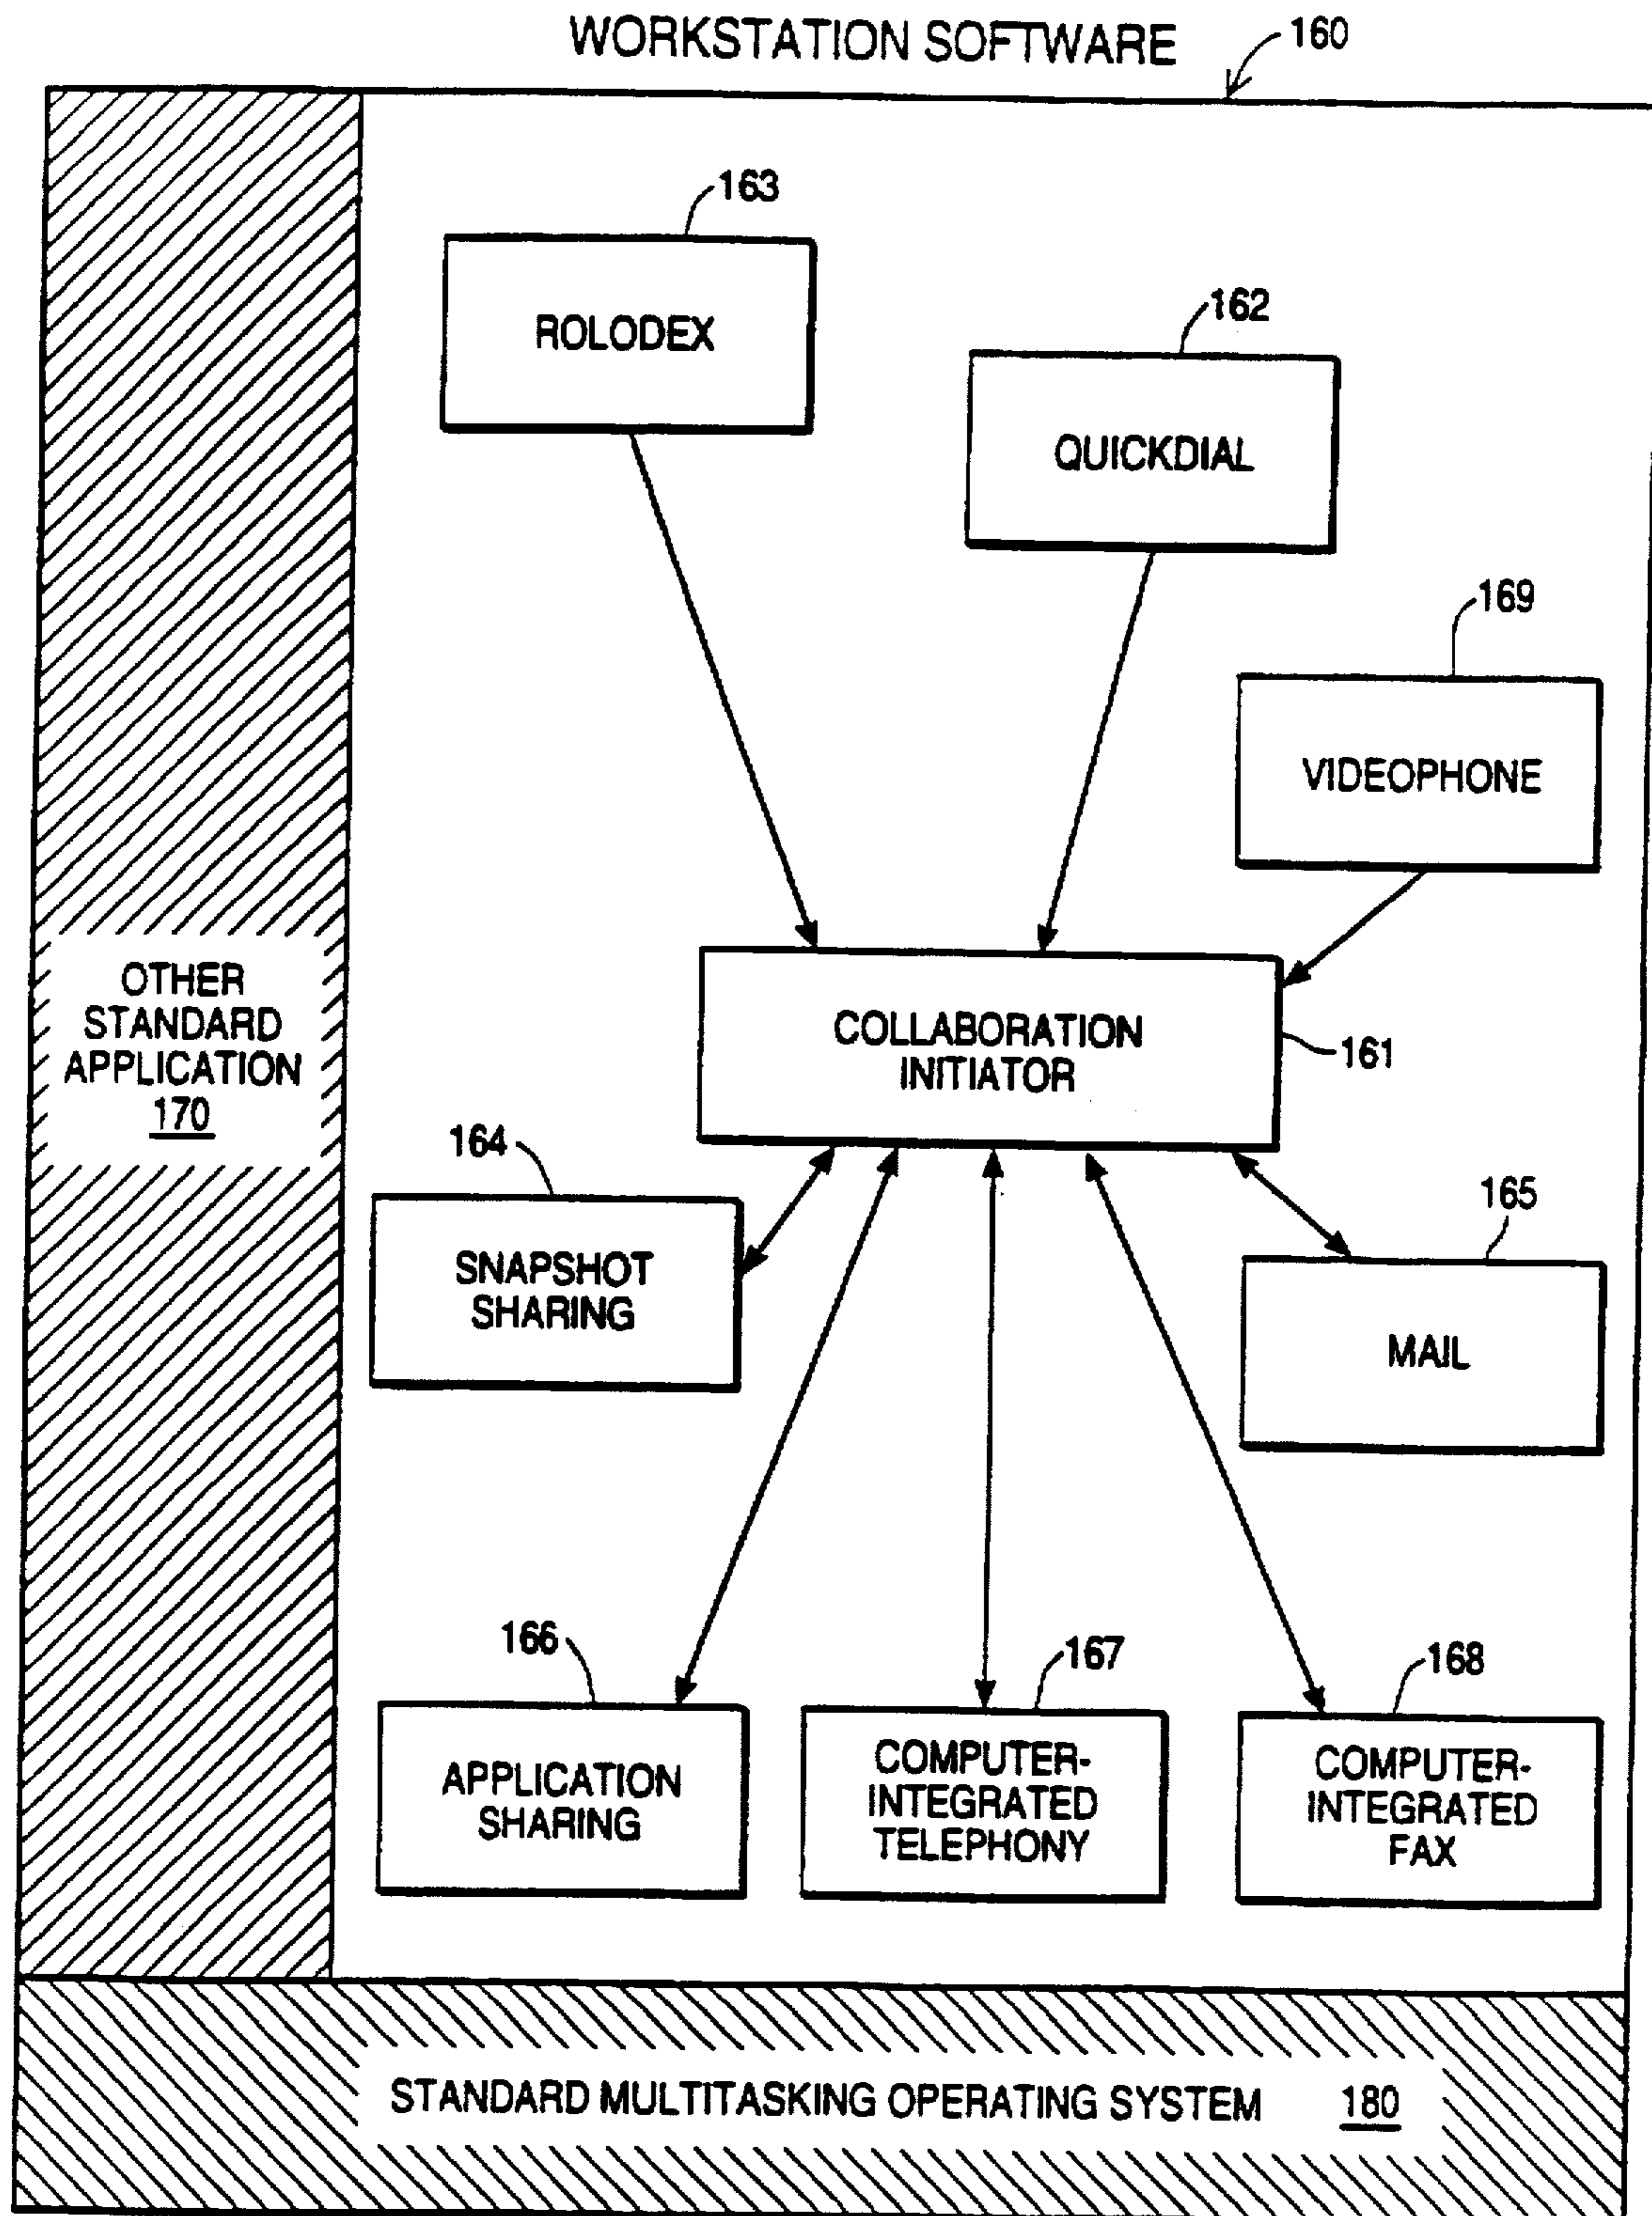 WORKSTATION SOFTWARE
160
163
ROLODEX
162
QUICKDIAL
169
VIDEOPHONE
COLLABORATION
INITIATOR
161
OTHER
STANDARD
APPLICATION
170
164
SNAPSHOT
SHARING
165
MAIL
166
APPLICATION
SHARING
167
COMPUTER-
INTEGRATED
TELEPHONY
168
COMPUTER-
INTEGRATED
FAX
STANDARD MULTITASKING OPERATING SYSTEM 180